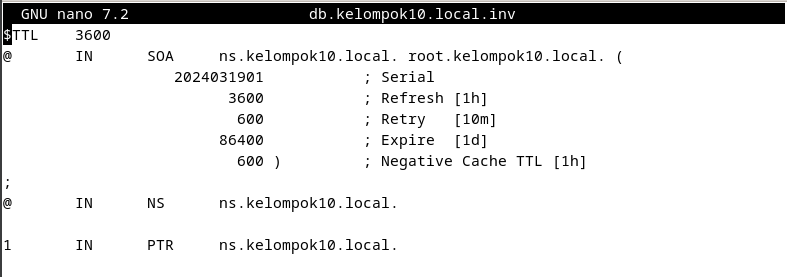 GNU nano 7.2 db.kelompok10.local.inv
$TTL 3600
@ IN SOA ns.kelompok10.local. root.kelompok10.local. (
2024031901 ; Serial
3600 ; Refresh [1h]
600 ; Retry [10m]
86400 ; Expire [1d]
600 ) ; Negative Cache TTL [1h]
;
@ IN NS ns.kelompok10.local.
1 IN PTR ns.kelompok10.local.